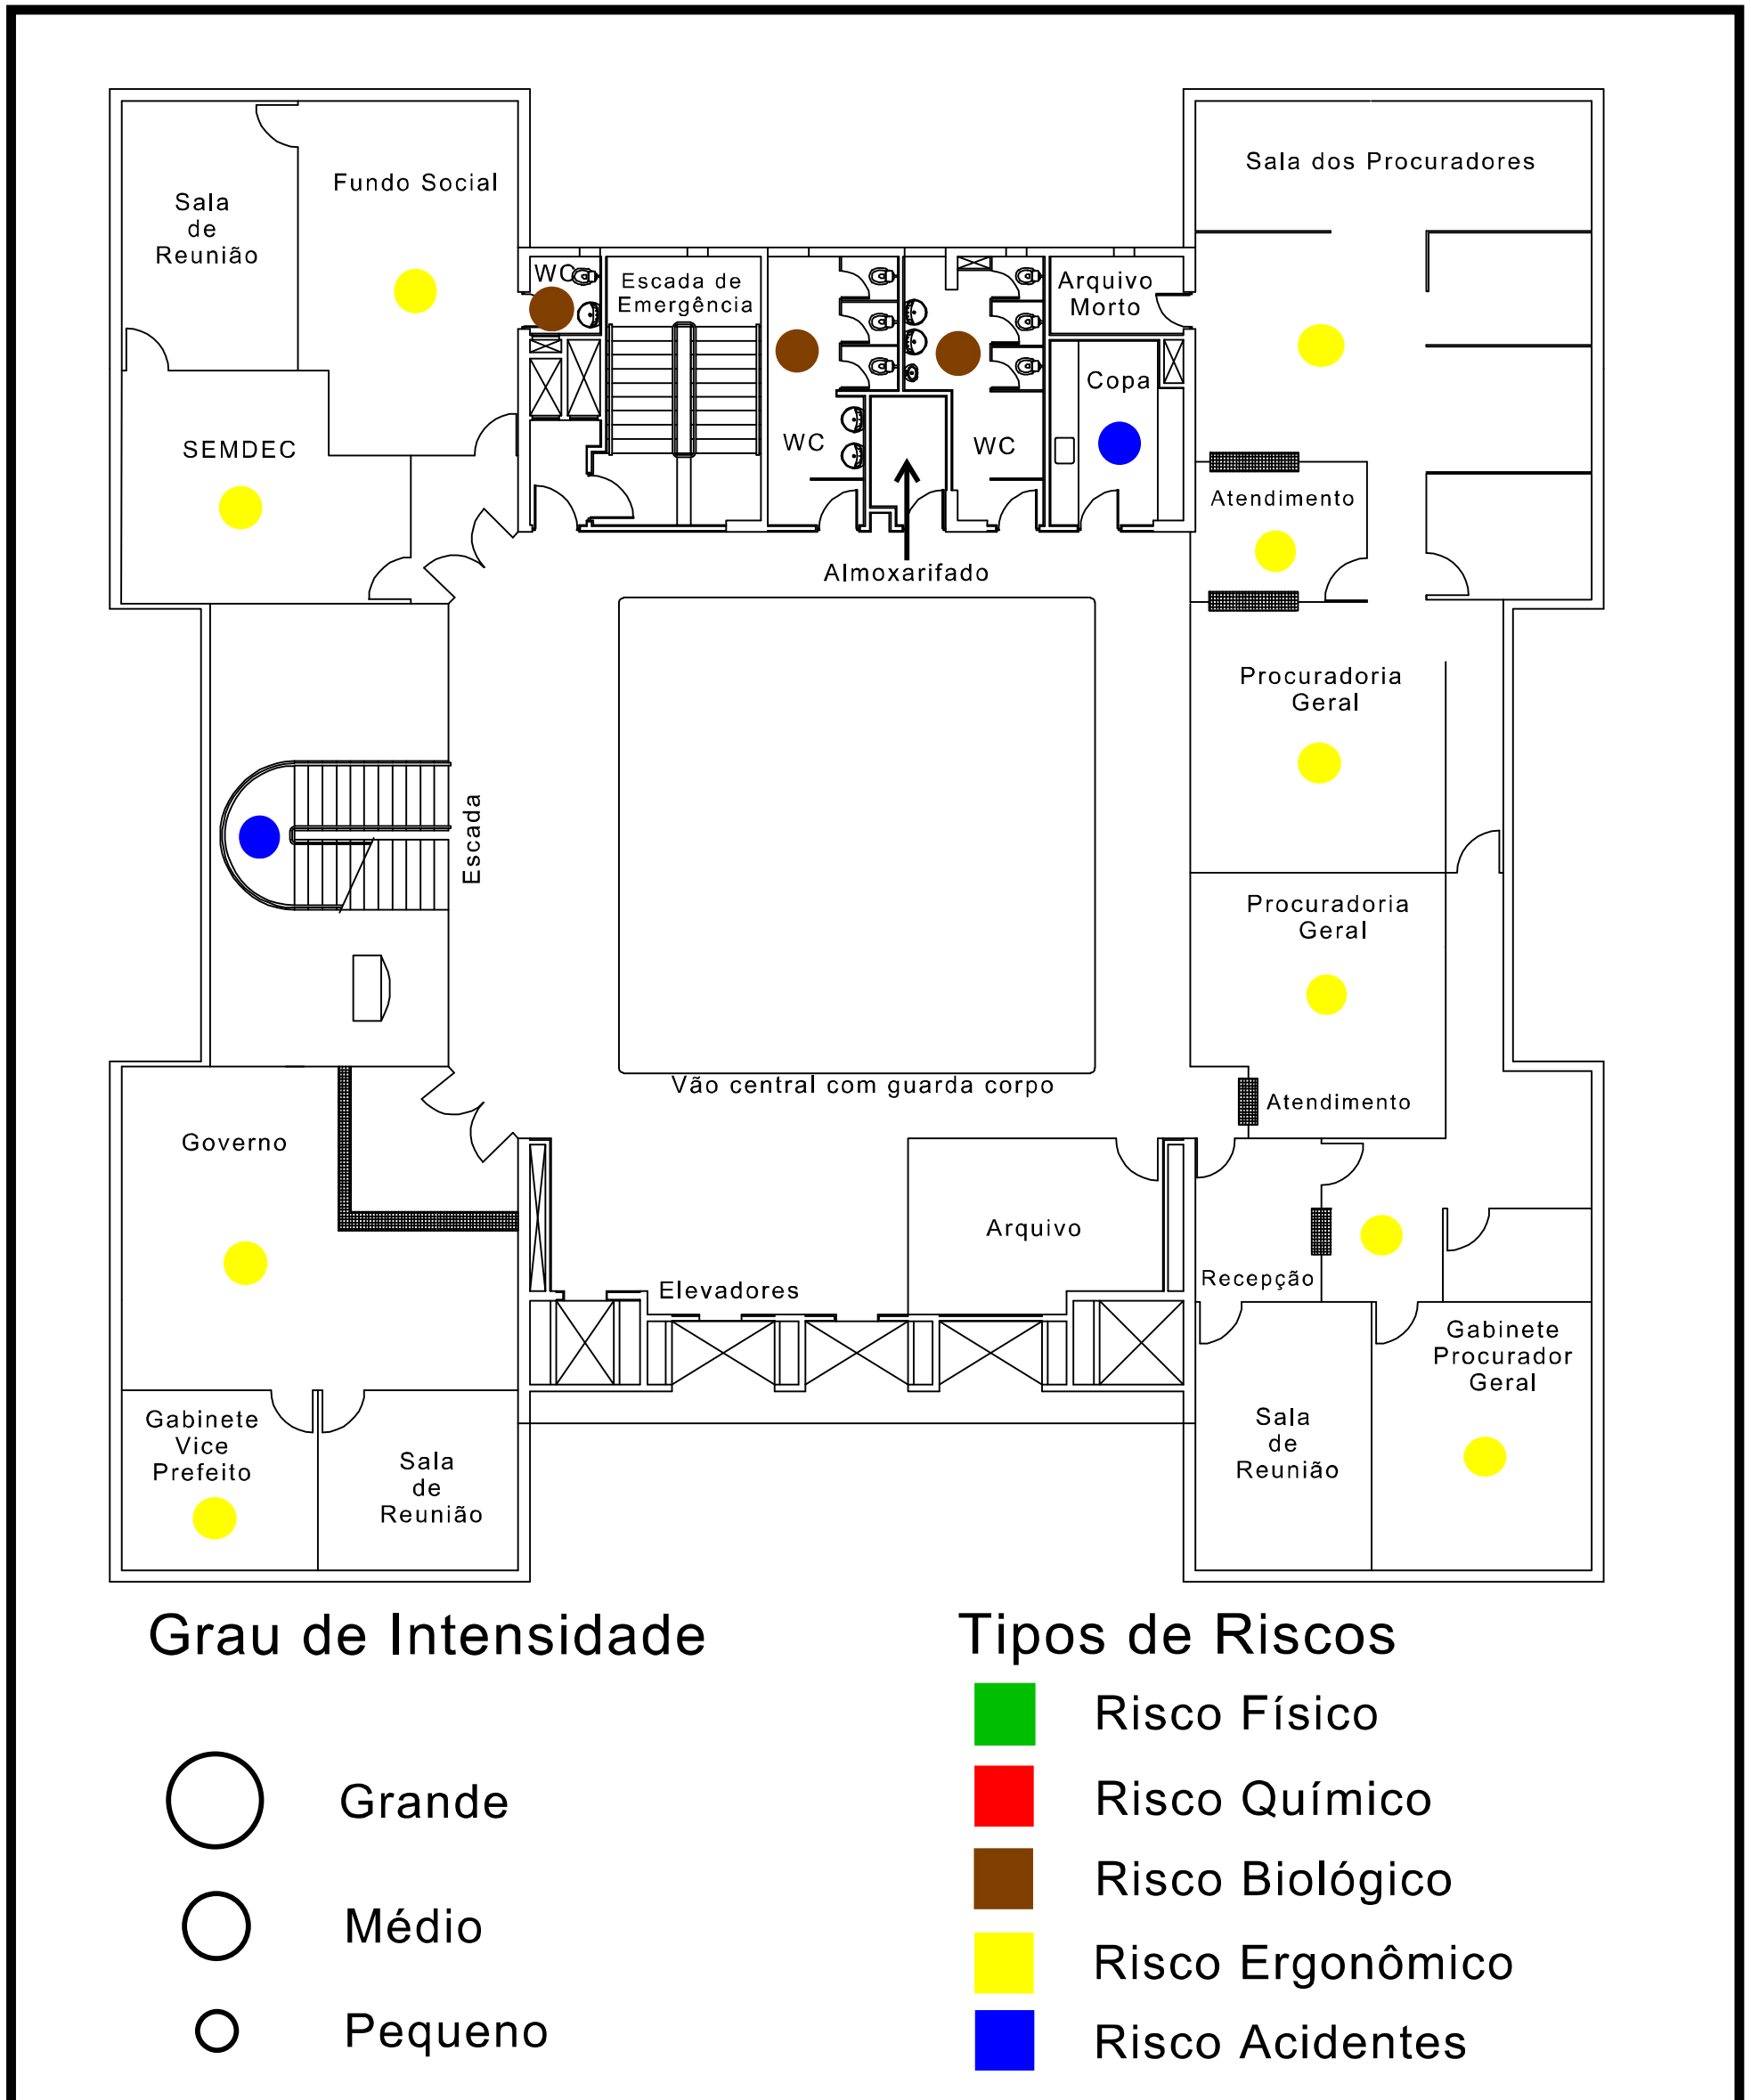 Sala dos Procuradores
Fundo Social
Sala
de
Reunião
WC
Escada de
Emergência
Arquivo
Morto
Copa
SEMDEC
WC
WC
Atendimento
Almoxarifado
Procuradoria
Geral
Escada
Procuradoria
Geral
Vão central com guarda corpo
Atendimento
Governo
Arquivo
Recepção
Elevadores
Gabinete
Procurador
Geral
Gabinete
Vice
Prefeito
Sala
de
Reunião
Sala
de
Reunião
Grau de Intensidade
Grande
Médio
Pequeno
Tipos de Riscos
Risco Físico
Risco Químico
Risco Biológico
Risco Ergonômico
Risco Acidentes